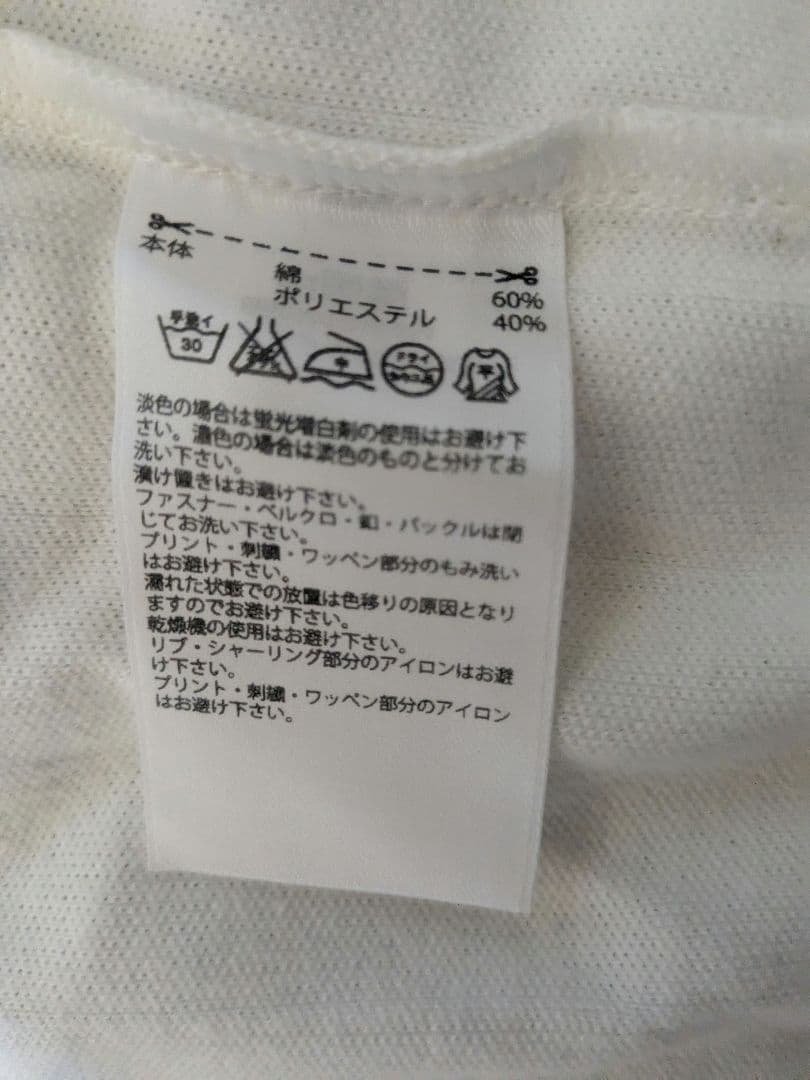 本体
綿 60%
ポリエステル 40%
手洗イ 30 中 ドライ 平
淡色の場合は蛍光増白剤の使用はお避け下
さい。濃色の場合は淡色のものと分けてお
洗い下さい。
漬け置きはお避け下さい。
ファスナー・ベルクロ・釦・バックルは閉
じてお洗い下さい。
プリント・刺繍・ワッペン部分のもみ洗い
はお避け下さい。
濡れた状態での放置は色移りの原因となり
ますのでお避け下さい。
乾燥機の使用はお避け下さい。
リブ・シャーリング部分のアイロンはお避
け下さい。
プリント・刺繍・ワッペン部分のアイロン
はお避け下さい。